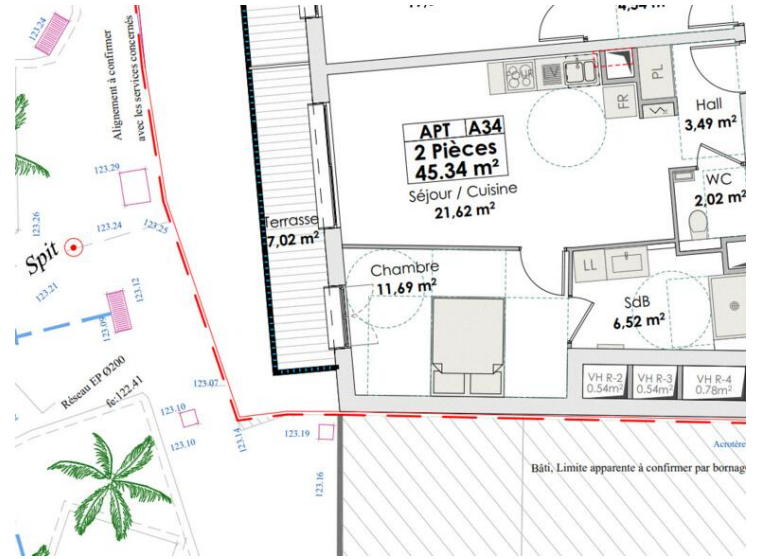 123.24
Alignement à confirmer
avec les services concernés
123.29
123.26
123.24
123.25
Spit
123.21
123.12
123.09
Réseau EP Ø200
fe:122.41
123.07
123.10
123.10
123.14
123.19
123.16
Terrasse
7,02 m²
APT A34
2 Pièces
45.34 m²
Séjour / Cuisine
21,62 m²
FR
PL
Hall
3,49 m²
WC
2,02 m²
Chambre
11,69 m²
LL
SdB
6,52 m²
VH R-2
0.54m²
VH R-3
0.54m²
VH R-4
0.78m²
Acrotère
Bâti, Limite apparente à confirmer par bornage